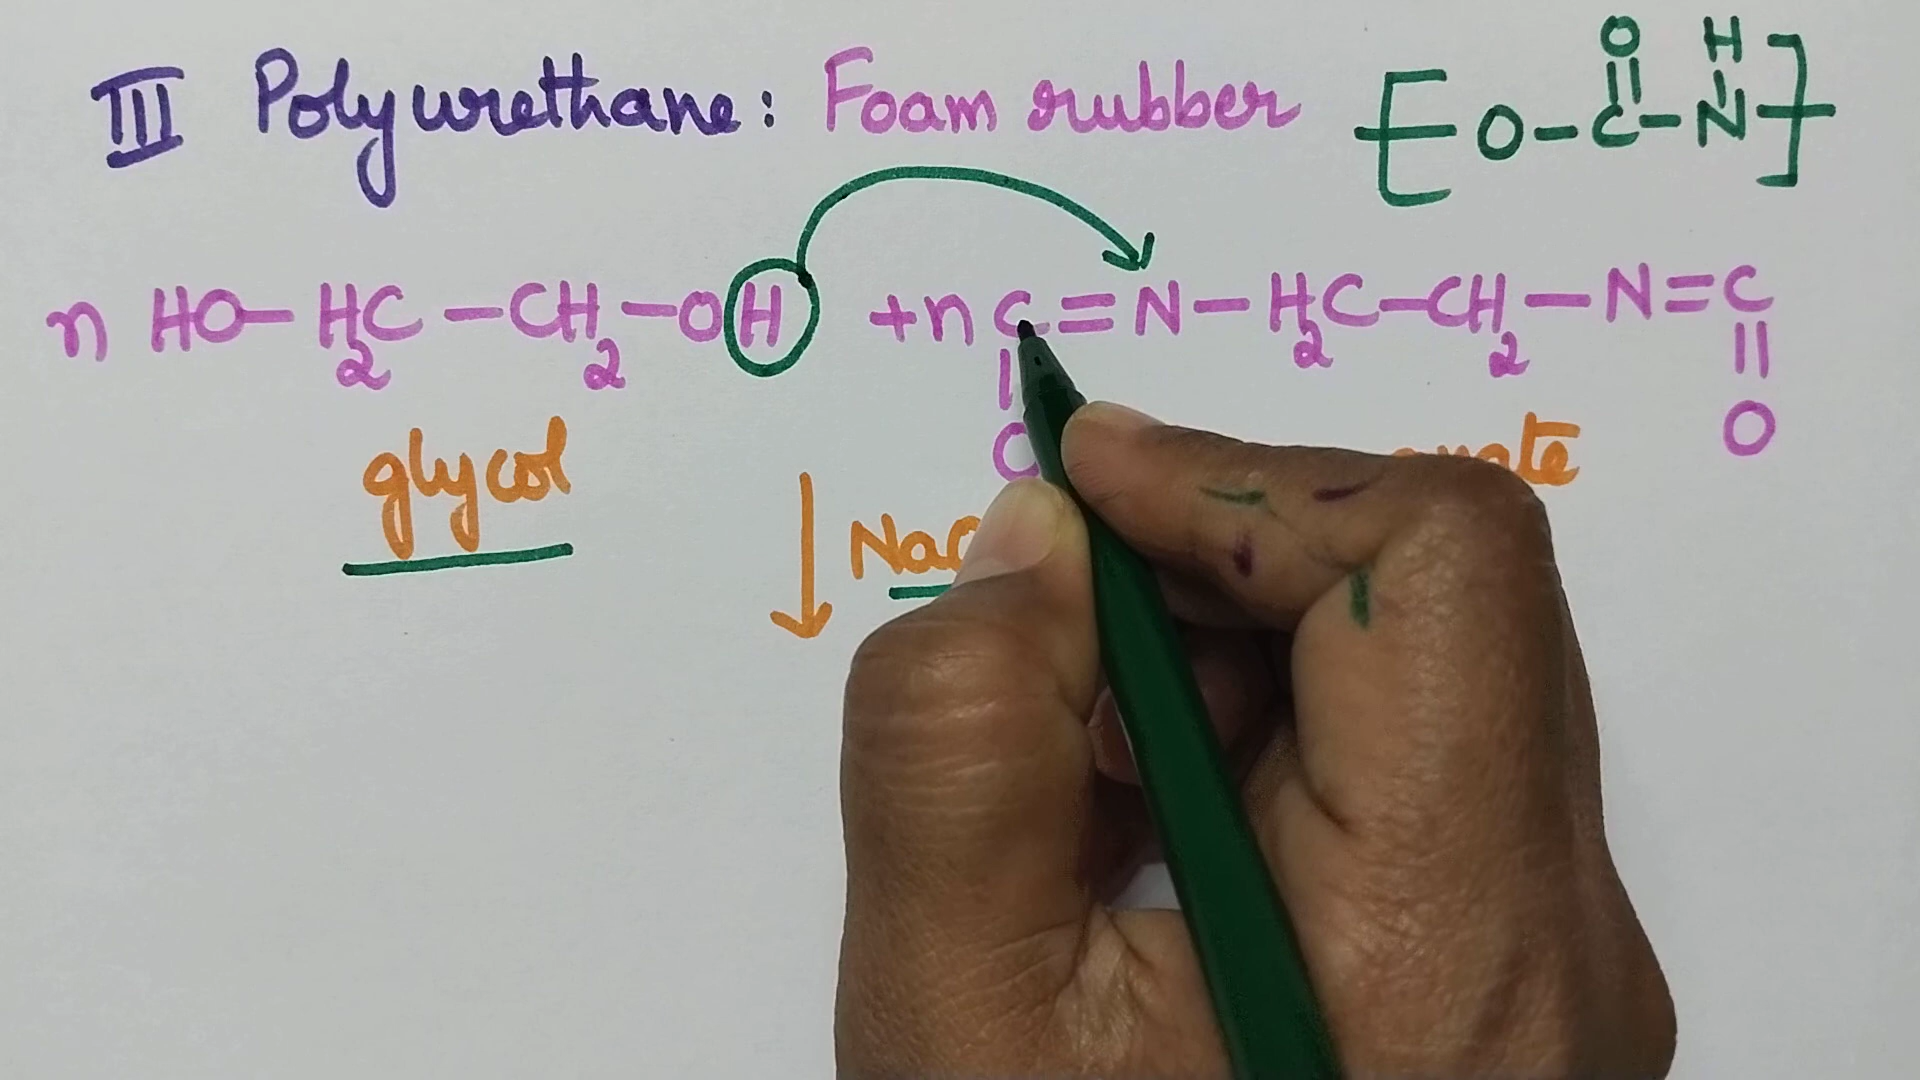 III Polyurethane: Foam rubber [O-C-N]
O H
n HO-H2C-CH2-OH +n C=N-H2C-CH2-N=C
O O
glycol